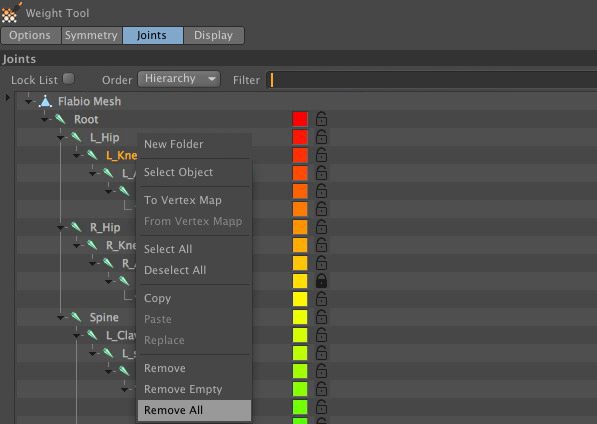 Weight Tool
Options Symmetry Joints Display
Joints
Lock List Order Hierarchy Filter
Flabio Mesh
Root
L_Hip
New Folder
L_Kne
Select Object
L_
To Vertex Map
From Vertex Mapp
R_Hip
R_Kne
Select All
R_
Deselect All
Copy
Spine
Paste
L_Cla
Replace
L_s
Remove
Remove Empty
Remove All